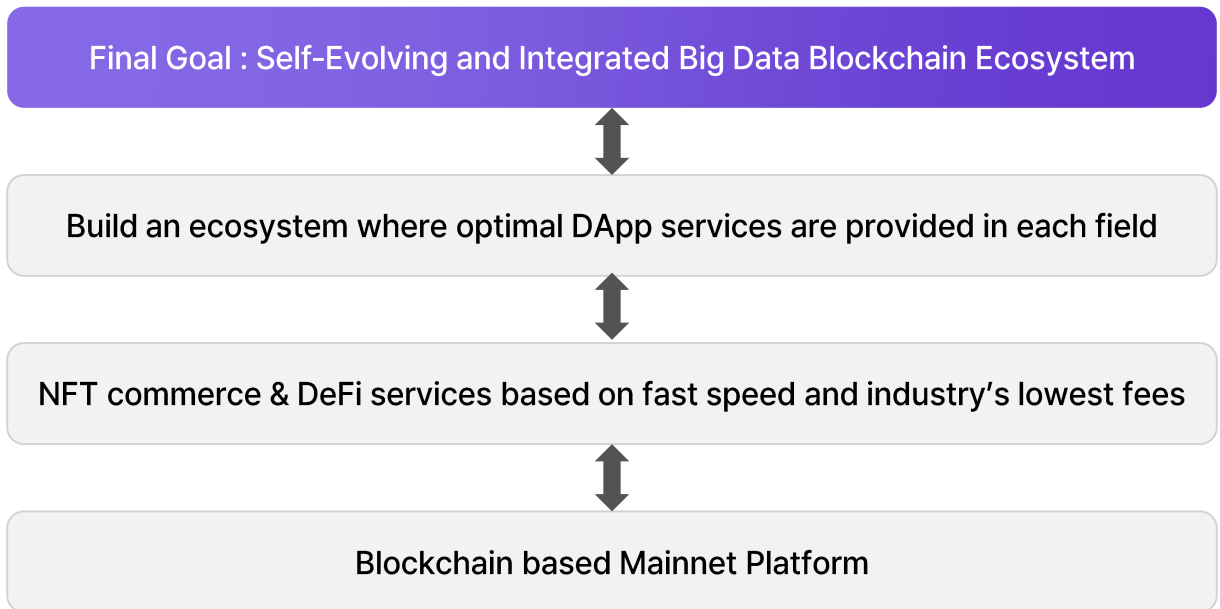 Final Goal : Self-Evolving and Integrated Big Data Blockchain Ecosystem
Build an ecosystem where optimal DApp services are provided in each field
NFT commerce & DeFi services based on fast speed and industry’s lowest fees
Blockchain based Mainnet Platform